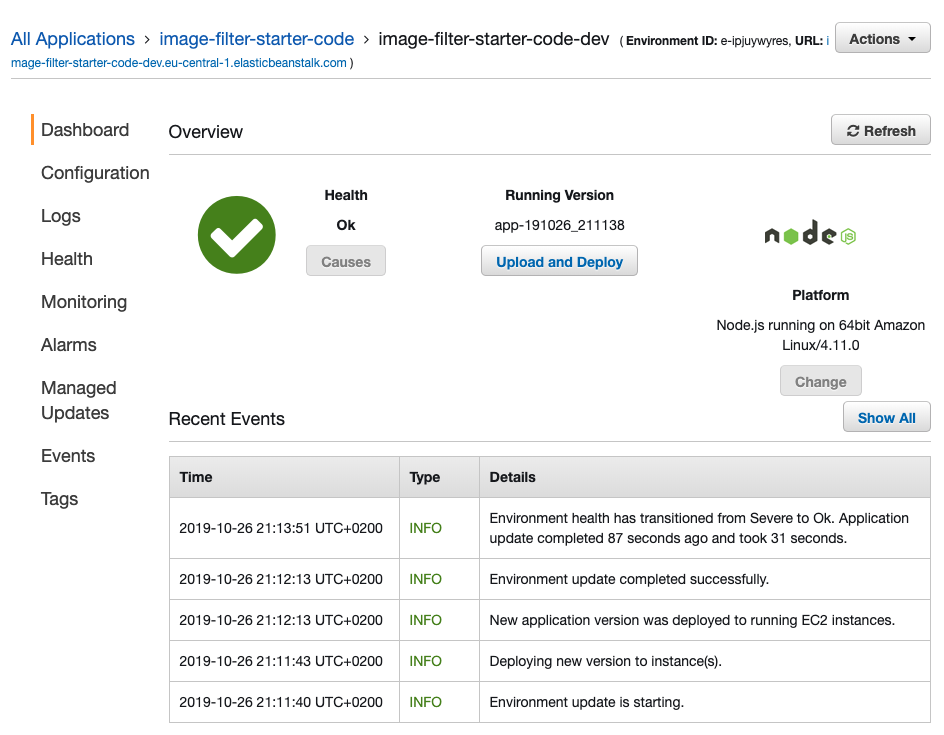 All Applications › image-filter-starter-code › image-filter-starter-code-dev ( Environment ID: e-ipjuywyres, URL: i
mage-filter-starter-code-dev.eu-central-1.elasticbeanstalk.com )
Actions
Dashboard
Configuration
Logs
Health
Monitoring
Alarms
Managed
Updates
Events
Tags
Overview
Refresh
Health
Ok
Causes
Running Version
app-191026_211138
Upload and Deploy
node JS
Platform
Node.js running on 64bit Amazon
Linux/4.11.0
Change
Recent Events
Show All
Time Type Details
2019-10-26 21:13:51 UTC+0200 INFO Environment health has transitioned from Severe to Ok. Application
update completed 87 seconds ago and took 31 seconds.
2019-10-26 21:12:13 UTC+0200 INFO Environment update completed successfully.
2019-10-26 21:12:13 UTC+0200 INFO New application version was deployed to running EC2 instances.
2019-10-26 21:11:43 UTC+0200 INFO Deploying new version to instance(s).
2019-10-26 21:11:40 UTC+0200 INFO Environment update is starting.